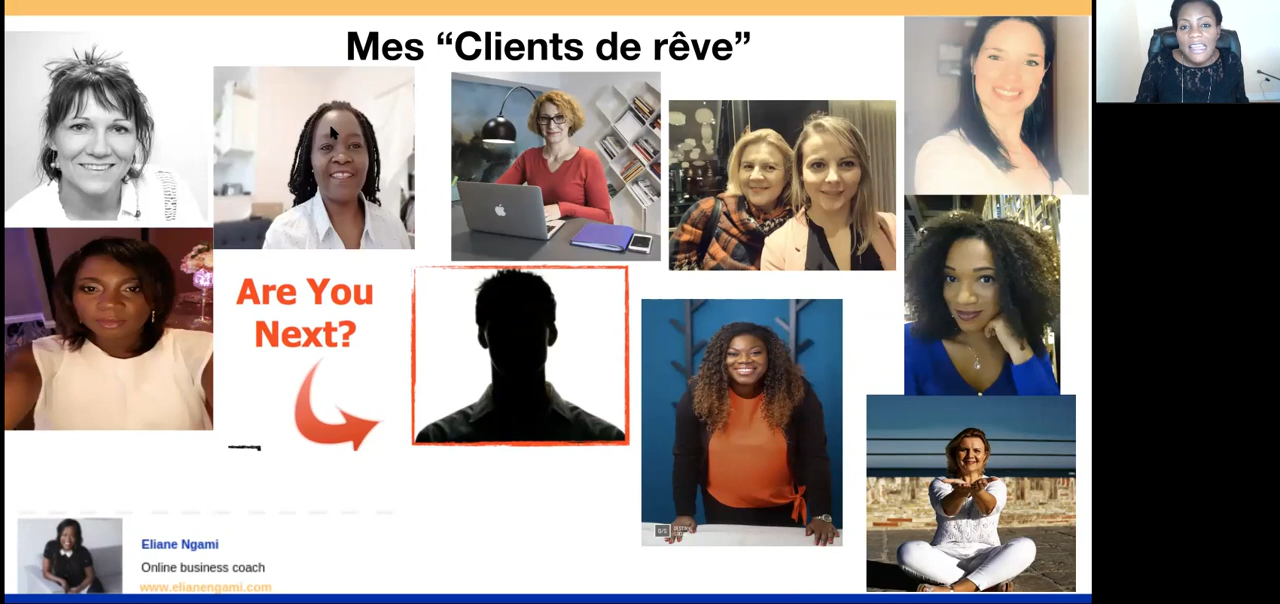 Mes “Clients de rêve”
Are You
Next?
Eliane Ngami
Online business coach
www.elianengami.com